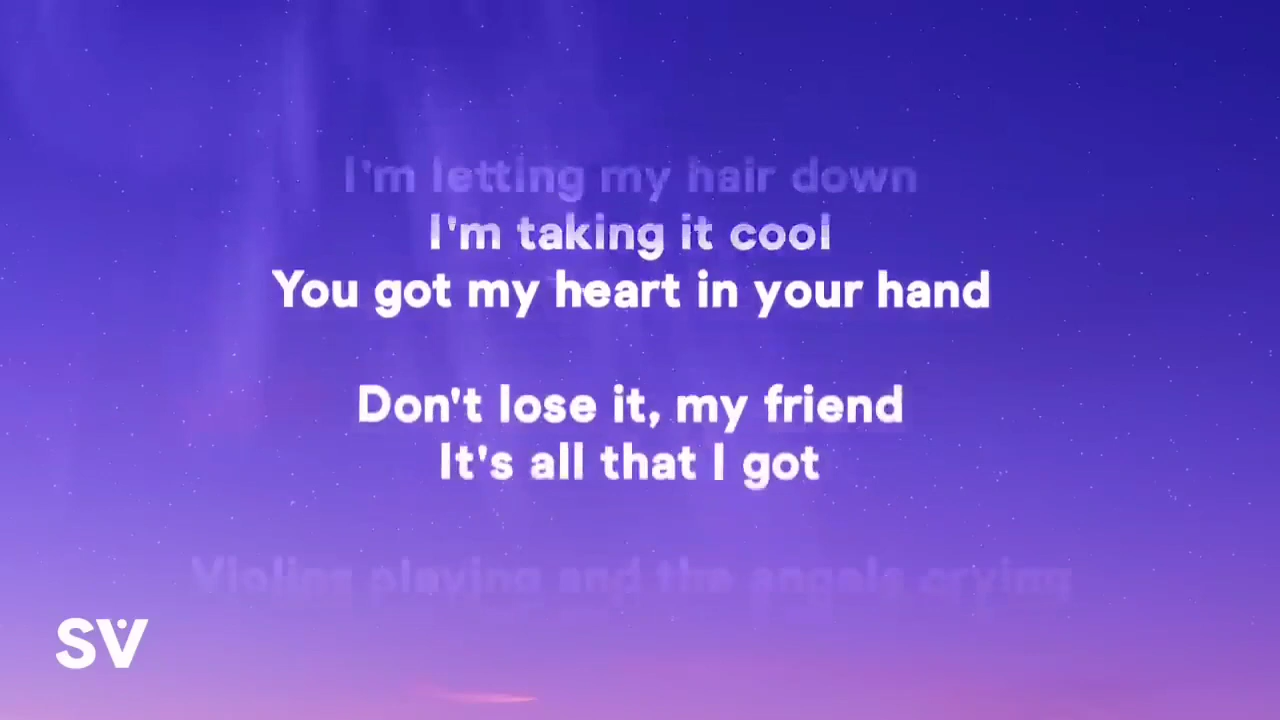 I'm letting my hair down
I'm taking it cool
You got my heart in your hand
Don't lose it, my friend
It's all that I got
Violins playing and the angels crying
SV